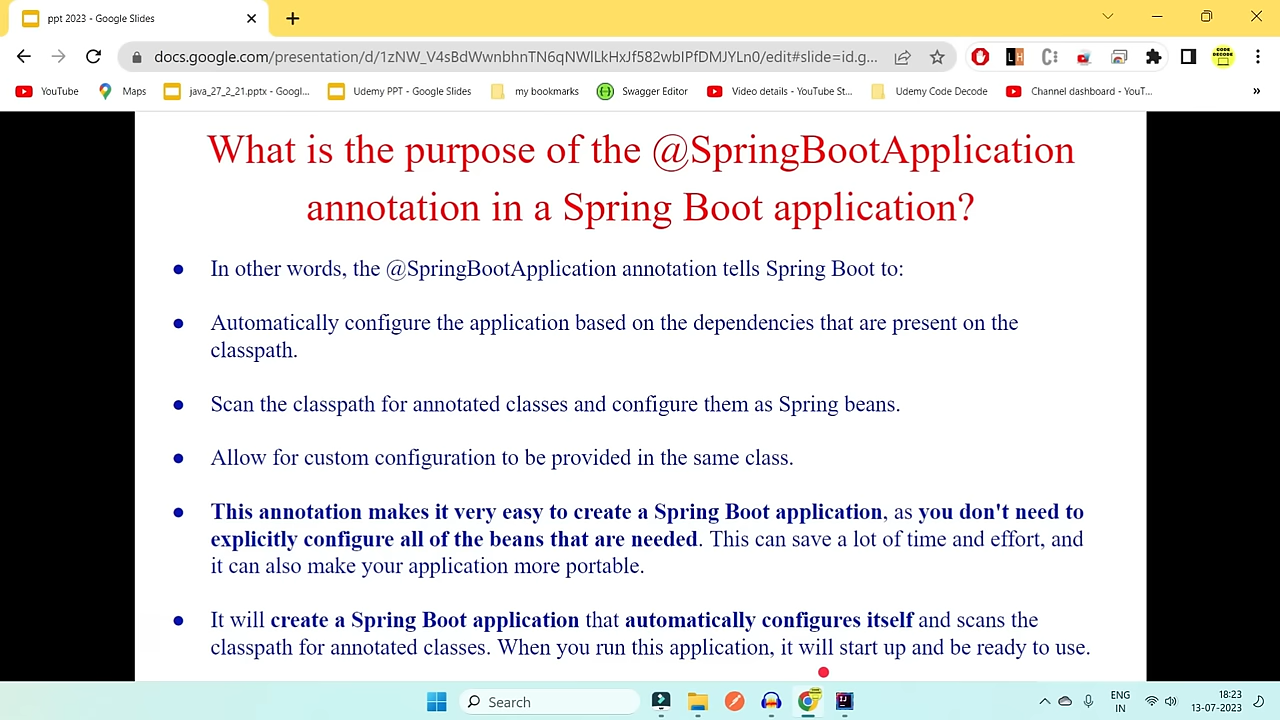 ppt 2023 - Google Slides
docs.google.com/presentation/d/1zNW_V4sdWwnbhnTN6qNWlLkHxJf582wbIPfDMJYLn0/edit#slide=id.g...
YouTube
Maps
java_27_2_21.pptx - Googl...
Udemy PPT - Google Slides
my bookmarks
Swagger Editor
Video details - YouTube St...
Udemy Code Decode
Channel dashboard - YouT...
What is the purpose of the @SpringBootApplication
annotation in a Spring Boot application?
● In other words, the @SpringBootApplication annotation tells Spring Boot to:
● Automatically configure the application based on the dependencies that are present on the
classpath.
● Scan the classpath for annotated classes and configure them as Spring beans.
● Allow for custom configuration to be provided in the same class.
● This annotation makes it very easy to create a Spring Boot application, as you don't need to
explicitly configure all of the beans that are needed. This can save a lot of time and effort, and
it can also make your application more portable.
● It will create a Spring Boot application that automatically configures itself and scans the
classpath for annotated classes. When you run this application, it will start up and be ready to use.
Search
ENG
IN
18:23
13-07-2023